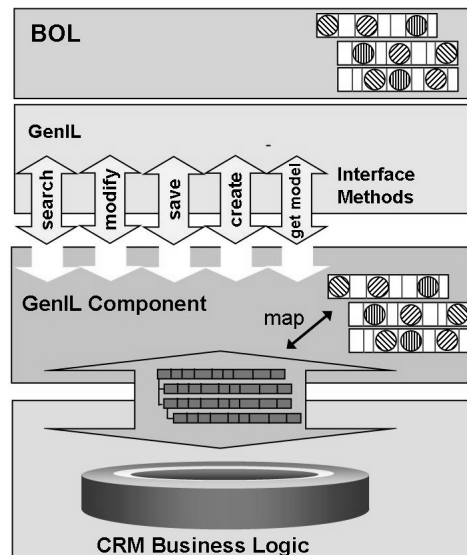 BOL
GenIL
search
modify
save
create
get model
Interface
Methods
GenIL Component
map
CRM Business Logic